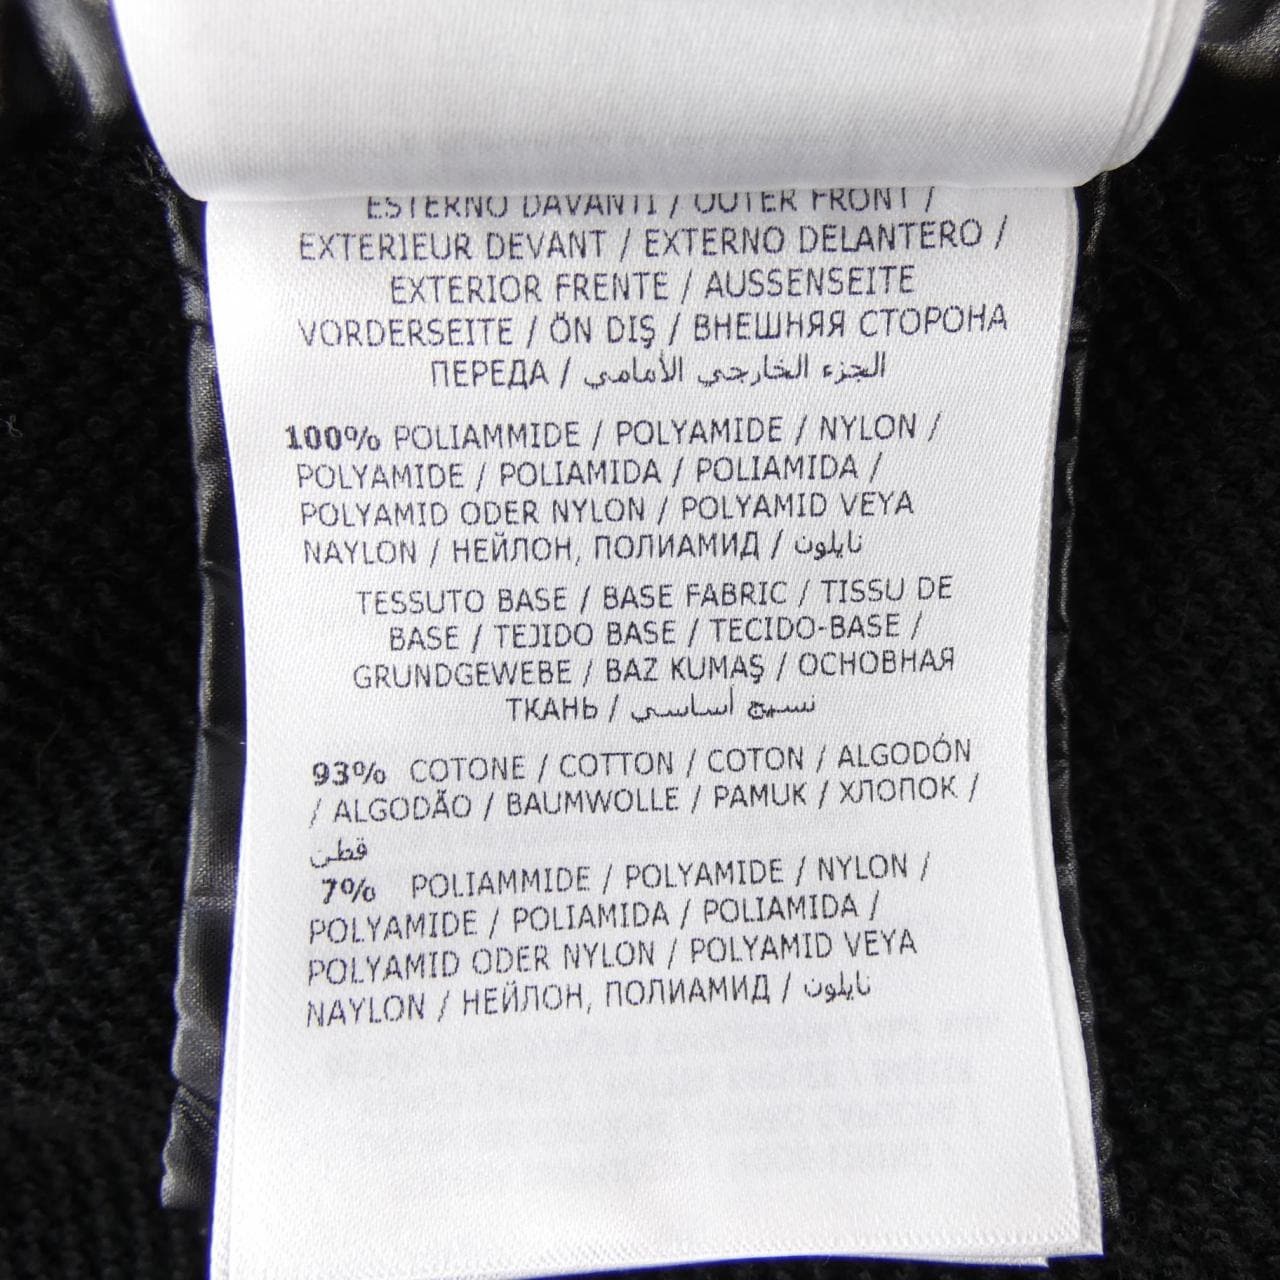 ESTERNO DAVANTI / OUTER FRONT /
EXTERIEUR DEVANT / EXTERNO DELANTERO /
EXTERIOR FRENTE / AUSSENSEITE
VORDERSEITE / ÖN DIŞ / ВНЕШНЯЯ СТОРОНА
ПЕРЕДА / الجزء الخارجي الأمامي
100% POLIAMMIDE / POLYAMIDE / NYLON /
POLYAMIDE / POLIAMIDA / POLIAMIDA /
POLYAMID ODER NYLON / POLYAMID VEYA
NAYLON / НЕЙЛОН, ПОЛИАМИД / نايلون
TESSUTO BASE / BASE FABRIC / TISSU DE
BASE / TEJIDO BASE / TECIDO-BASE /
GRUNDGEWEBE / BAZ KUMAŞ / ОСНОВНАЯ
ТКАНЬ / نسيج أساسي
93% COTONE / COTTON / COTON / ALGODÓN
/ ALGODÃO / BAUMWOLLE / PAMUK / ХЛОПОК /
قطن
7% POLIAMMIDE / POLYAMIDE / NYLON /
POLYAMIDE / POLIAMIDA / POLIAMIDA /
POLYAMID ODER NYLON / POLYAMID VEYA
NAYLON / НЕЙЛОН, ПОЛИАМИД / نايلون